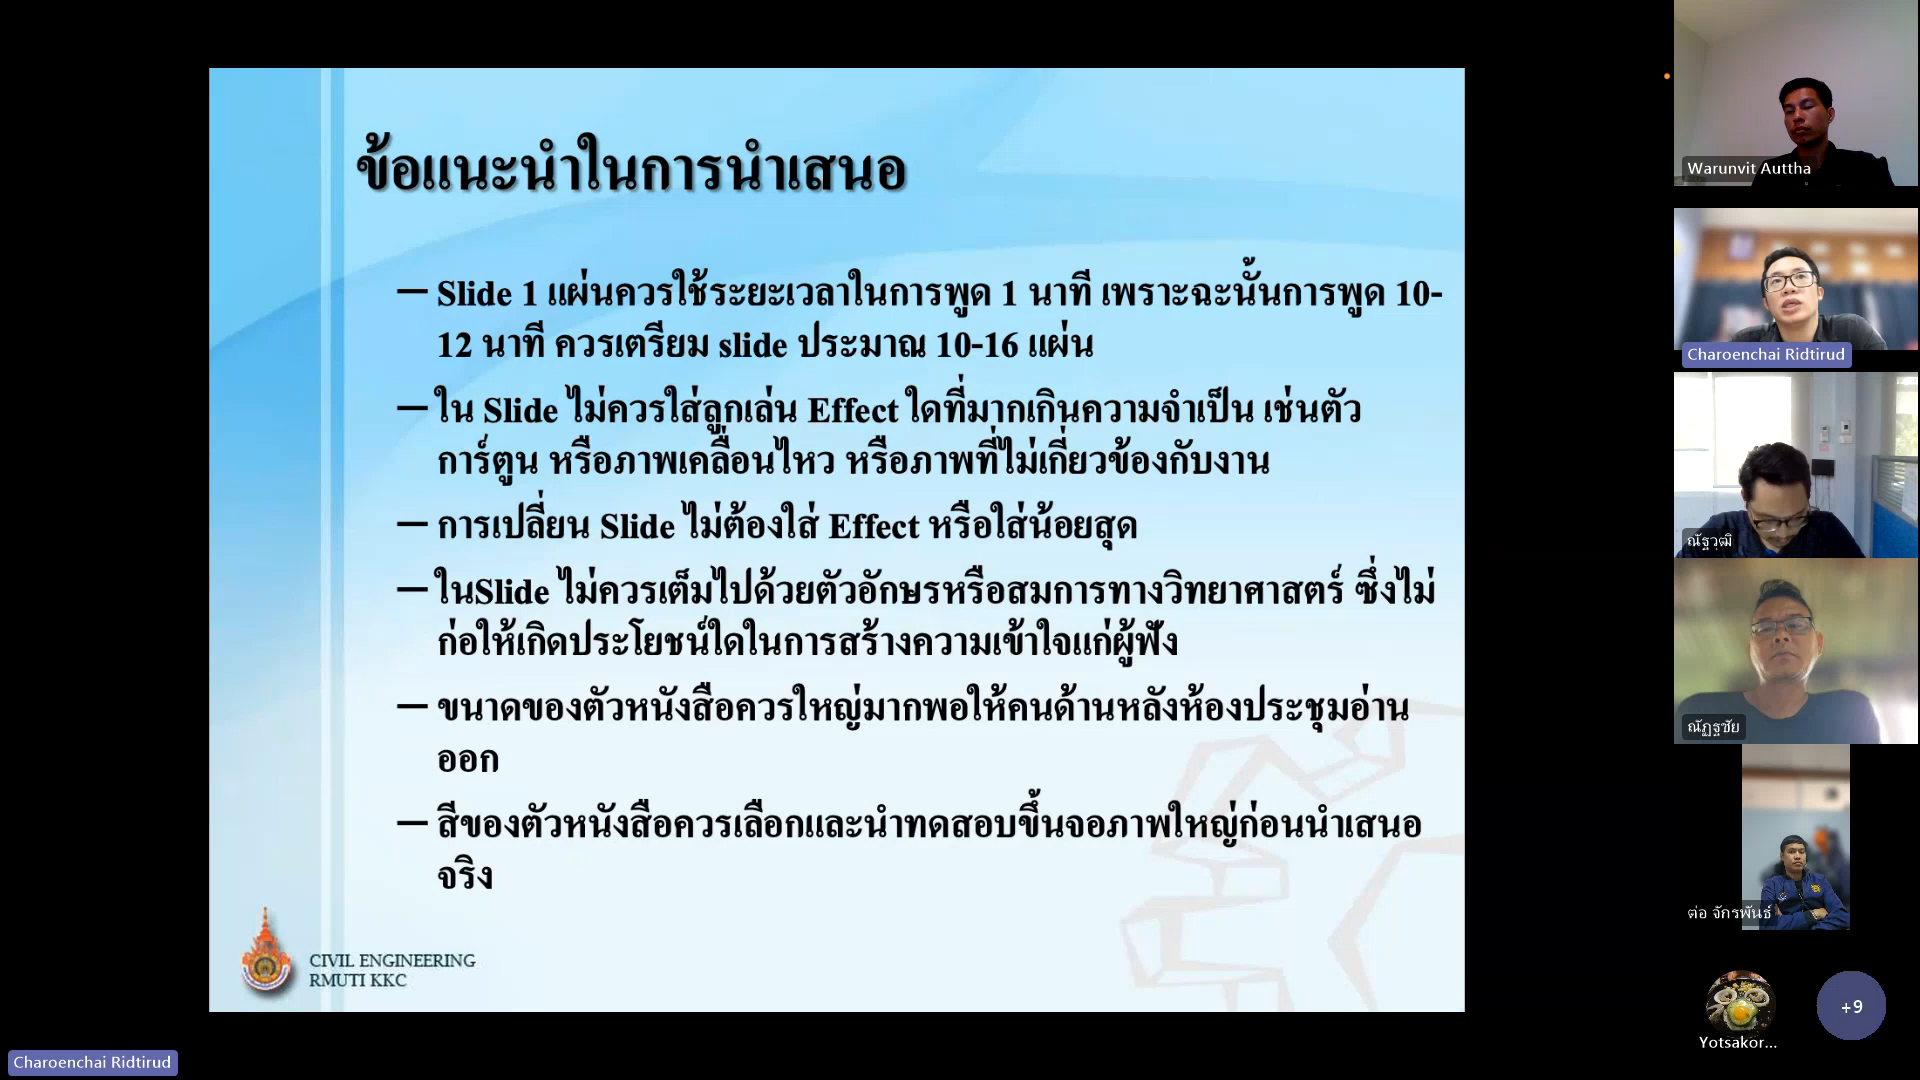 ข้อแนะนำในการนำเสนอ
– Slide 1 แผ่นควรใช้ระยะเวลาในการพูด 1 นาที เพราะฉะนั้นการพูด 10-
12 นาที ควรเตรียม slide ประมาณ 10-16 แผ่น
– ใน Slide ไม่ควรใส่ลูกเล่น Effect ใดที่มากเกินความจำเป็น เช่นตัว
การ์ตูน หรือภาพเคลื่อนไหว หรือภาพที่ไม่เกี่ยวข้องกับงาน
– การเปลี่ยน Slide ไม่ต้องใส่ Effect หรือใส่น้อยสุด
– ในSlide ไม่ควรเต็มไปด้วยตัวอักษรหรือสมการทางวิทยาศาสตร์ ซึ่งไม่
ก่อให้เกิดประโยชน์ใดในการสร้างความเข้าใจแก่ผู้ฟัง
– ขนาดของตัวหนังสือควรใหญ่มากพอให้คนด้านหลังห้องประชุมอ่าน
ออก
– สีของตัวหนังสือควรเลือกและนำทดสอบขึ้นจอภาพใหญ่ก่อนนำเสนอ
จริง
CIVIL ENGINEERING
RMUTI KKC
Charoenchai Ridtirud
Warunvit Auttha
Charoenchai Ridtirud
ณัฐวุฒิ
ณัฏฐชัย
ต่อ จักรพันธ์
Yotsakor...
+9